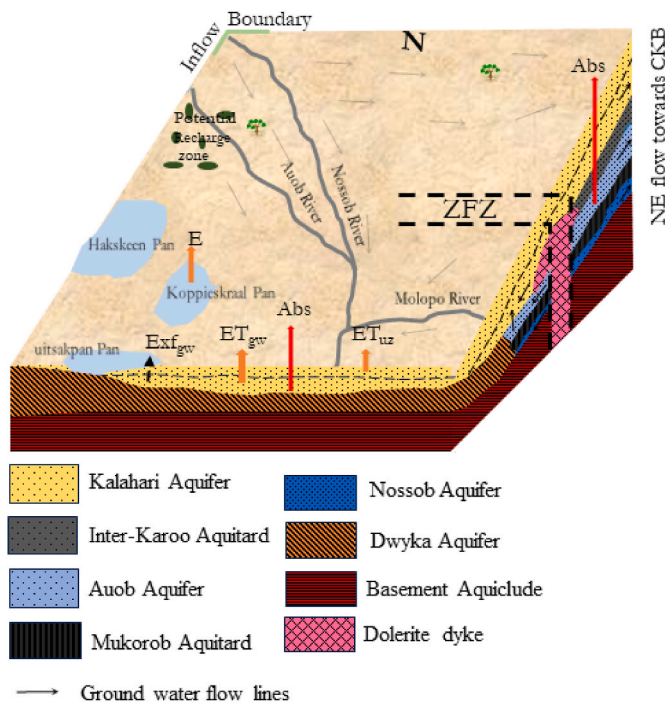 Inflow Boundary
N
Abs
NE flow towards CKB
Potential
Recharge
zone
Auob River
Nossob River
ZFZ
Hakskeen Pan
E
Koppieskraal Pan
Molopo River
Abs
uitsakpan Pan
Exfgw
ETgw
ETuz
Kalahari Aquifer
Inter-Karoo Aquitard
Auob Aquifer
Mukorob Aquitard
Nossob Aquifer
Dwyka Aquifer
Basement Aquiclude
Dolerite dyke
Ground water flow lines